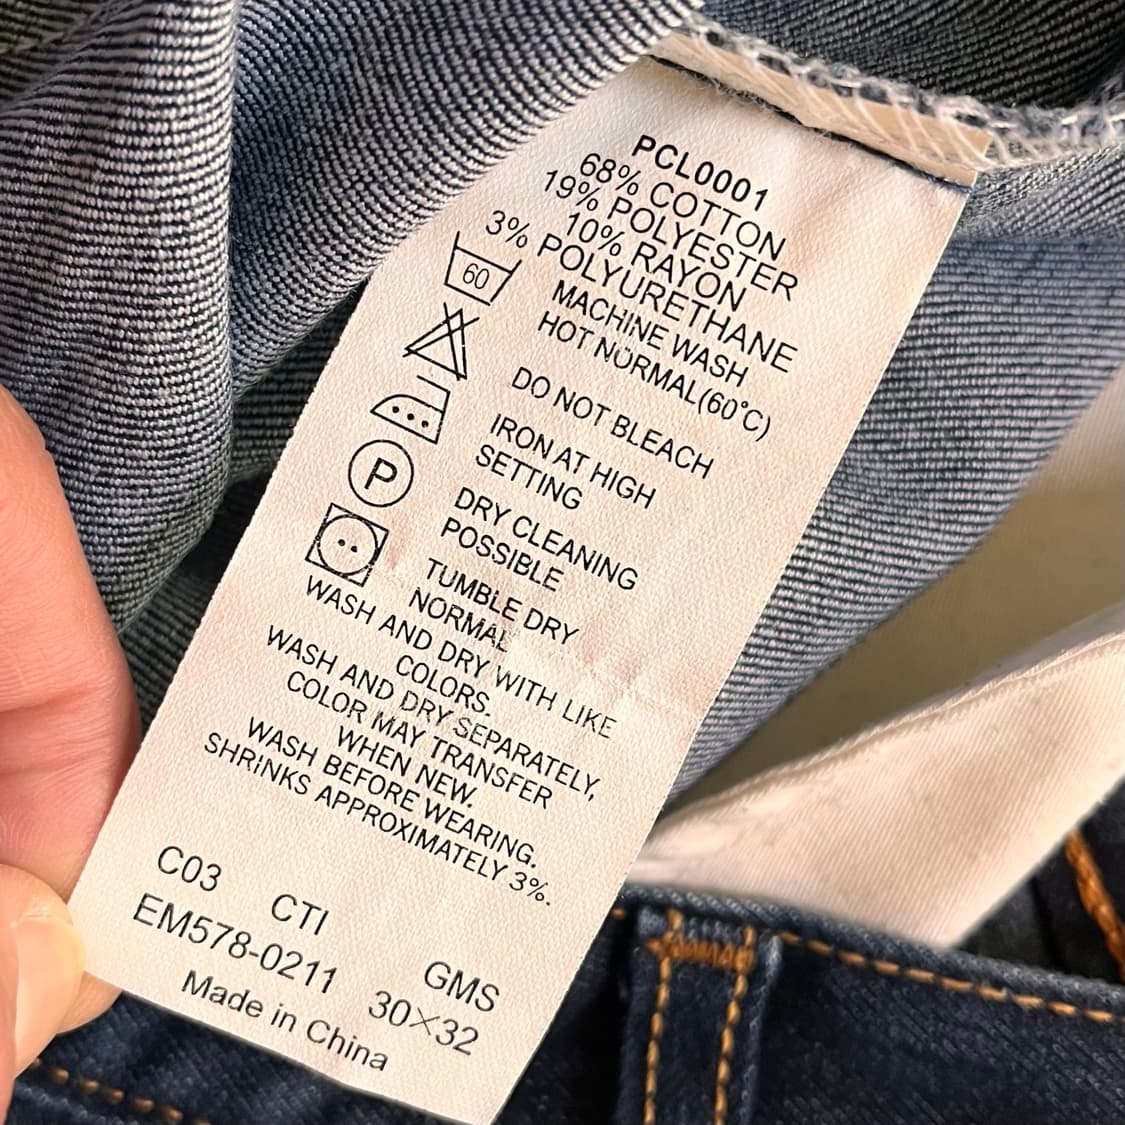 PCL0001
68% COTTON
19% POLYESTER
10% RAYON
3% POLYURETHANE
60
MACHINE WASH
HOT NORMAL(60°C)
DO NOT BLEACH
IRON AT HIGH
SETTING
P
DRY CLEANING
POSSIBLE
TUMBLE DRY
NORMAL
WASH AND DRY WITH LIKE
COLORS.
WASH AND DRY SEPARATELY,
COLOR MAY TRANSFER
WHEN NEW.
WASH BEFORE WEARING.
SHRINKS APPROXIMATELY 3%.
C03 CTI
EM578-0211 GMS
Made in China 30×32